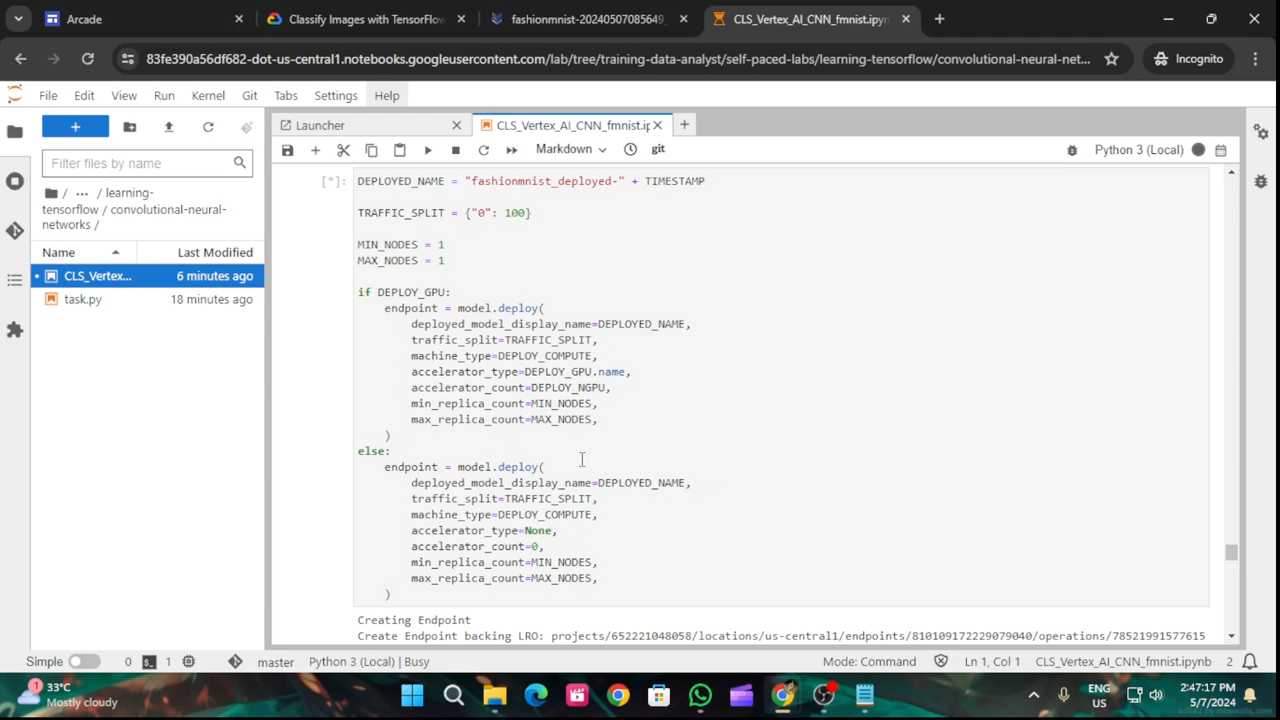 Arcade
Classify Images with TensorFlow
fashionmnist-20240507085649_
CLS_Vertex_AI_CNN_fmnist.ipyn
83fe390a56df682-dot-us-central1.notebooks.googleusercontent.com/lab/tree/training-data-analyst/self-paced-labs/learning-tensorflow/convolutional-neural-net...
Incognito
File Edit View Run Kernel Git Tabs Settings Help
Launcher
CLS_Vertex_AI_CNN_fmnist.ipy
Markdown
git
Python 3 (Local)
Filter files by name
/ ... / learning-
tensorflow / convolutional-neural-
networks /
Name Last Modified
CLS_Vertex... 6 minutes ago
task.py 18 minutes ago
[*]:
DEPLOYED_NAME = "fashionmnist_deployed-" + TIMESTAMP
TRAFFIC_SPLIT = {"0": 100}
MIN_NODES = 1
MAX_NODES = 1
if DEPLOY_GPU:
endpoint = model.deploy(
deployed_model_display_name=DEPLOYED_NAME,
traffic_split=TRAFFIC_SPLIT,
machine_type=DEPLOY_COMPUTE,
accelerator_type=DEPLOY_GPU.name,
accelerator_count=DEPLOY_NGPU,
min_replica_count=MIN_NODES,
max_replica_count=MAX_NODES,
)
else:
endpoint = model.deploy(
deployed_model_display_name=DEPLOYED_NAME,
traffic_split=TRAFFIC_SPLIT,
machine_type=DEPLOY_COMPUTE,
accelerator_type=None,
accelerator_count=0,
min_replica_count=MIN_NODES,
max_replica_count=MAX_NODES,
)
Creating Endpoint
Create Endpoint backing LRO: projects/652221048058/locations/us-central1/endpoints/810109172229079040/operations/78521991577615
Simple 0 1 master Python 3 (Local) | Busy Mode: Command Ln 1, Col 1 CLS_Vertex_AI_CNN_fmnist.ipynb 2
33°C
Mostly cloudy
1
ENG
US
2:47:17 PM
5/7/2024